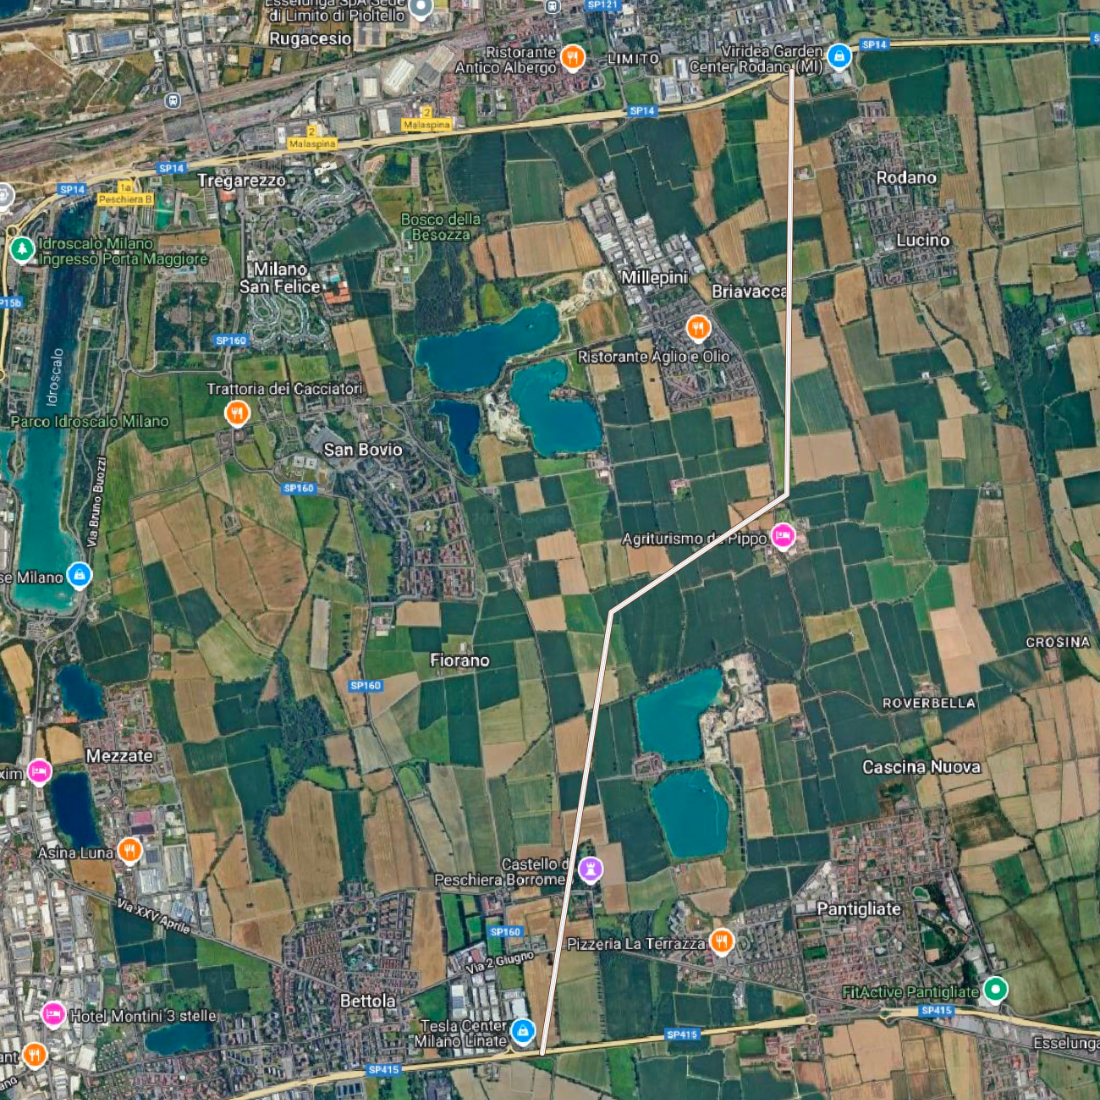 Esselunga SpA Sede
di Limito di Pioltello
SP121
Rugacesio
Ristorante
Antico Albergo
LIMITO
Viridea Garden
Center Rodano (MI)
SP14
2
Malaspina
SP14
2
Malaspina
SP14
SP14
1a
Peschiera B
Tregarezzo
Rodano
Bosco della
Besozza
Lucino
Idroscalo Milano
Ingresso Porta Maggiore
Milano
San Felice
Millepini
Briavacca
P15b
SP160
Ristorante Aglio e Olio
Idroscalo
Trattoria dei Cacciatori
Parco Idroscalo Milano
San Bovio
SP160
Via Bruno Buozzi
Agriturismo da Pippo
se Milano
CROSINA
Fiorano
SP160
ROVERBELLA
Mezzate
Cascina Nuova
xim
Asina Luna
Castello di
Peschiera Borromeo
Via XXV Aprile
Pantigliate
SP160
Pizzeria La Terrazza
Via 2 Giugno
FitActive Pantigliate
Bettola
Hotel Montini 3 stelle
SP415
Tesla Center
Milano Linate
SP415
Esselunga
ant
SP415
ano